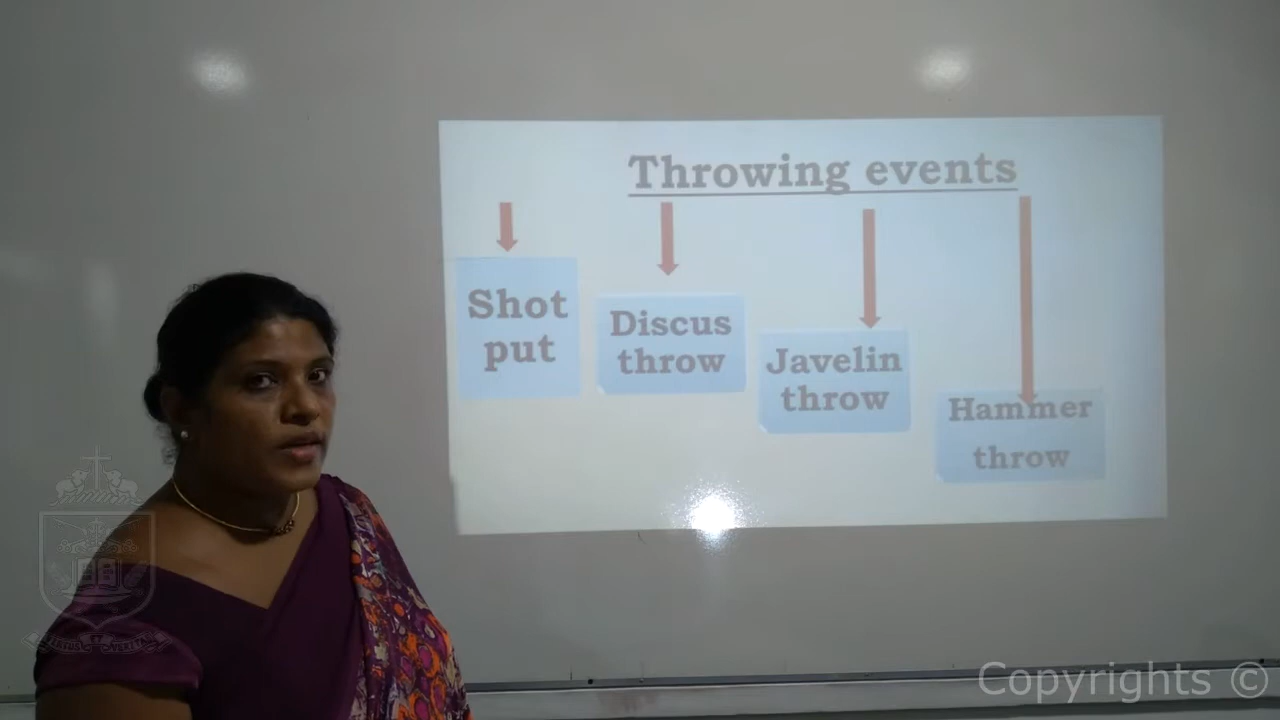 Throwing events
Shot
put
Discus
throw
Javelin
throw
Hammer
throw
Copyrights ©